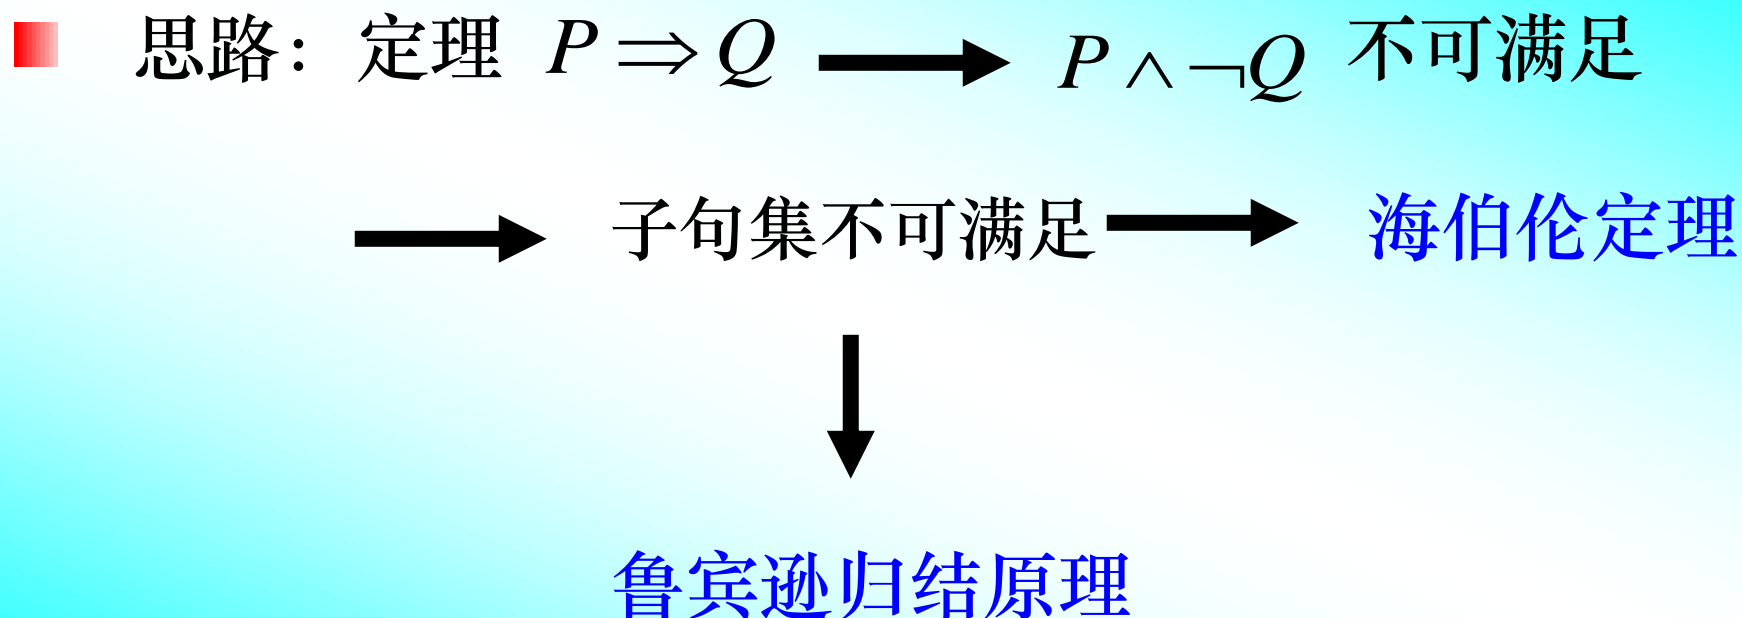 思路：定理 P ⇒ Q → P ∧ ¬Q 不可满足
→ 子句集不可满足 → 海伯伦定理
鲁宾逊归结原理